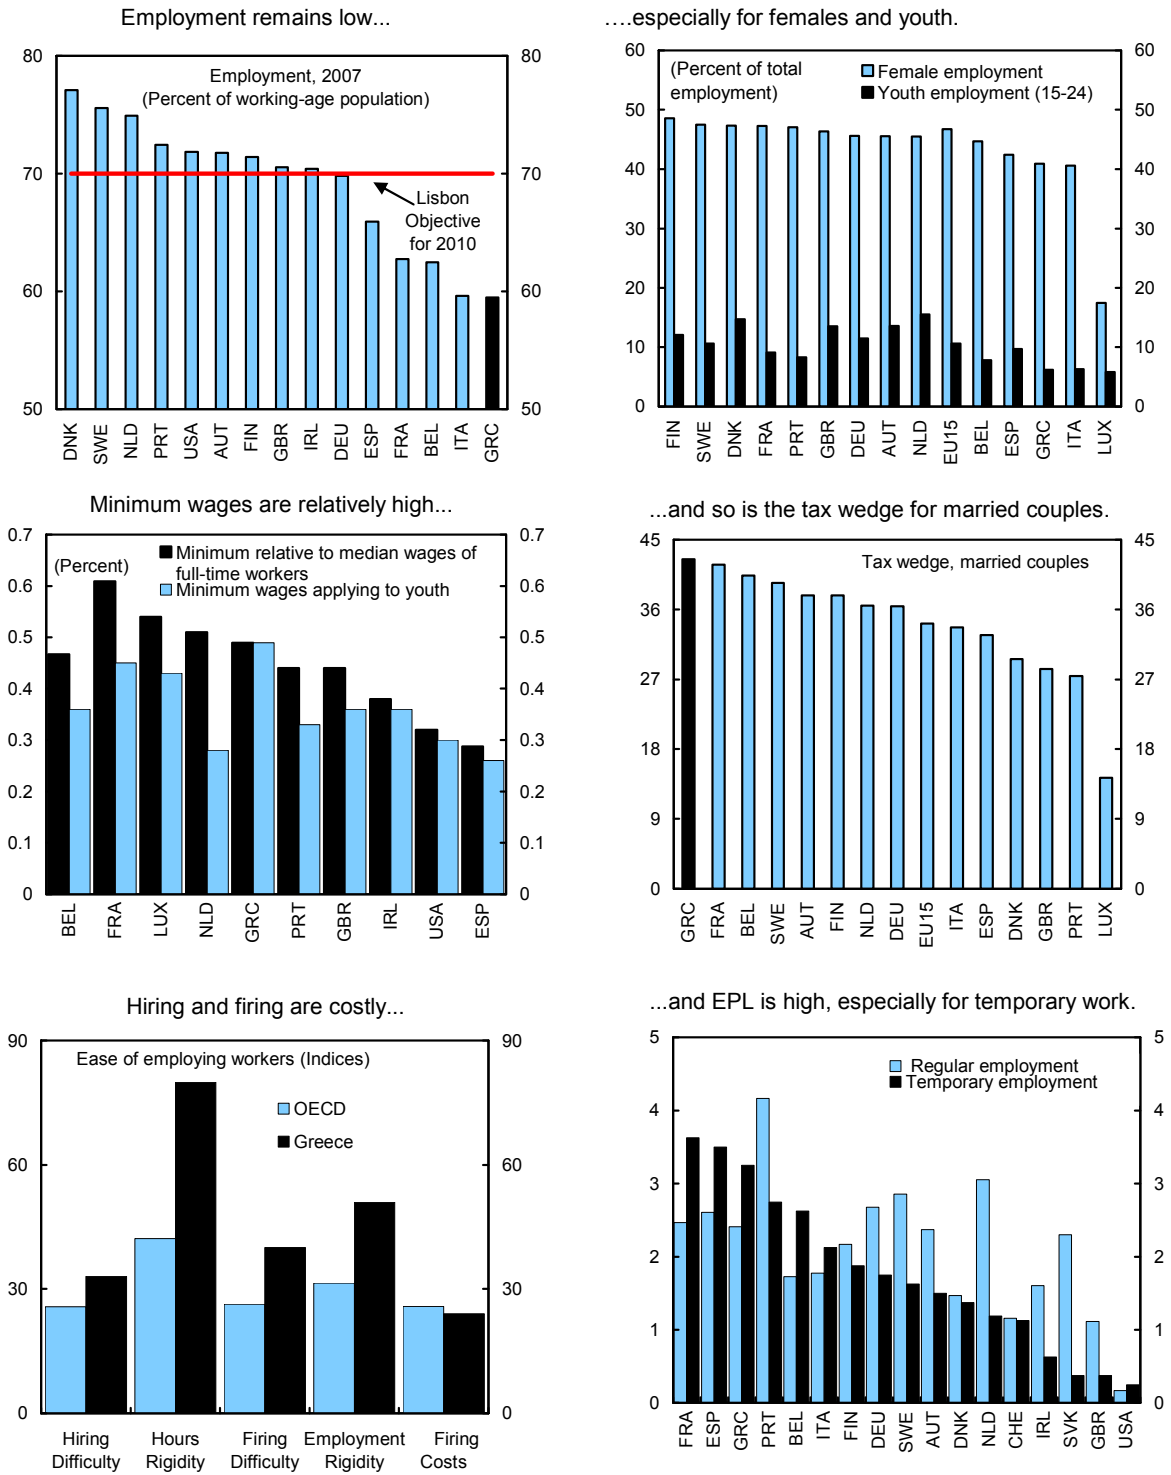 Employment remains low...
80
80
Employment, 2007
(Percent of working-age population)
70
70
Lisbon
Objective
for 2010
60
60
50
50
DNK
SWE
NLD
PRT
USA
AUT
FIN
GBR
IRL
DEU
ESP
FRA
BEL
ITA
GRC
….especially for females and youth.
60
60
(Percent of total
employment)
Female employment
Youth employment (15-24)
50
50
40
40
30
30
20
20
10
10
0
0
FIN
SWE
DNK
FRA
PRT
GBR
DEU
AUT
NLD
EU15
BEL
ESP
GRC
ITA
LUX
Minimum wages are relatively high...
0.7
0.7
(Percent)
Minimum relative to median wages of
full-time workers
Minimum wages applying to youth
0.6
0.6
0.5
0.5
0.4
0.4
0.3
0.3
0.2
0.2
0.1
0.1
0
0
BEL
FRA
LUX
NLD
GRC
PRT
GBR
IRL
USA
ESP
...and so is the tax wedge for married couples.
45
45
Tax wedge, married couples
36
36
27
27
18
18
9
9
0
0
GRC
FRA
BEL
SWE
AUT
FIN
NLD
DEU
EU15
ITA
ESP
DNK
GBR
PRT
LUX
Hiring and firing are costly...
90
90
Ease of employing workers (Indices)
OECD
Greece
60
60
30
30
0
0
Hiring
Difficulty
Hours
Rigidity
Firing
Difficulty
Employment
Rigidity
Firing
Costs
...and EPL is high, especially for temporary work.
5
5
Regular employment
Temporary employment
4
4
3
3
2
2
1
1
0
0
FRA
ESP
GRC
PRT
BEL
ITA
FIN
DEU
SWE
AUT
DNK
NLD
CHE
IRL
SVK
GBR
USA